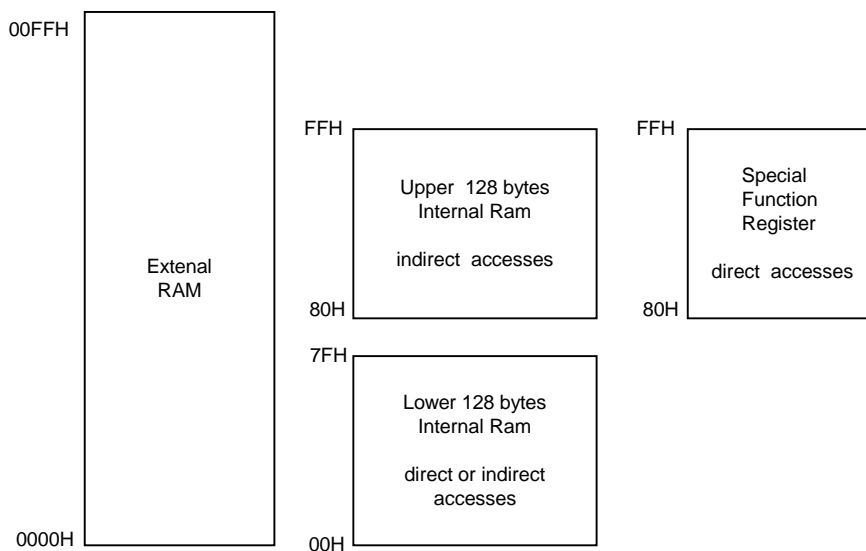 00FFH
Extenal
RAM
0000H
FFH
Upper 128 bytes
Internal Ram
indirect accesses
80H
7FH
Lower 128 bytes
Internal Ram
direct or indirect
accesses
00H
FFH
Special
Function
Register
direct accesses
80H